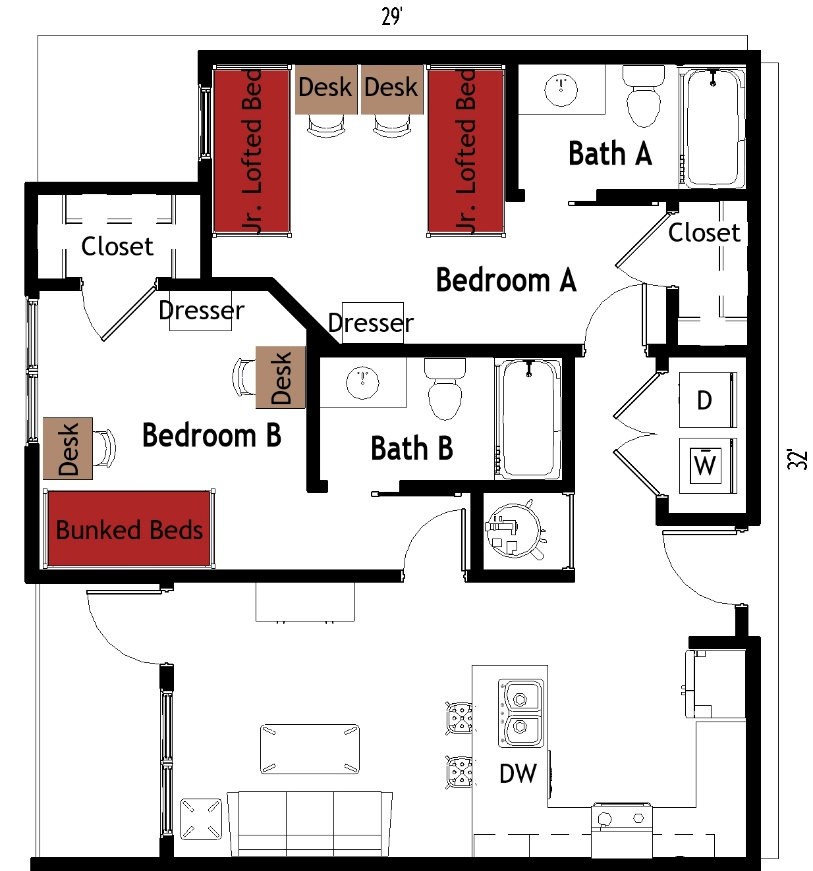 29'
Jr. Lofted Bed
Desk
Desk
Jr. Lofted Bed
Bath A
Closet
Closet
Bedroom A
Dresser
Dresser
Desk
D
Bedroom B
Desk
Bath B
W
32'
Bunked Beds
DW